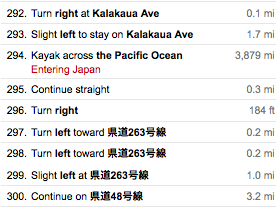 292. Turn right at Kalakaua Ave 0.1 mi
293. Slight left to stay on Kalakaua Ave 1.7 mi
294. Kayak across the Pacific Ocean 3,879 mi
Entering Japan
295. Continue straight 0.3 mi
296. Turn right 184 ft
297. Turn left toward 県道263号線 0.2 mi
298. Turn left toward 県道263号線 0.2 mi
299. Slight left at 県道263号線 1.0 mi
300. Continue on 県道48号線 3.2 mi